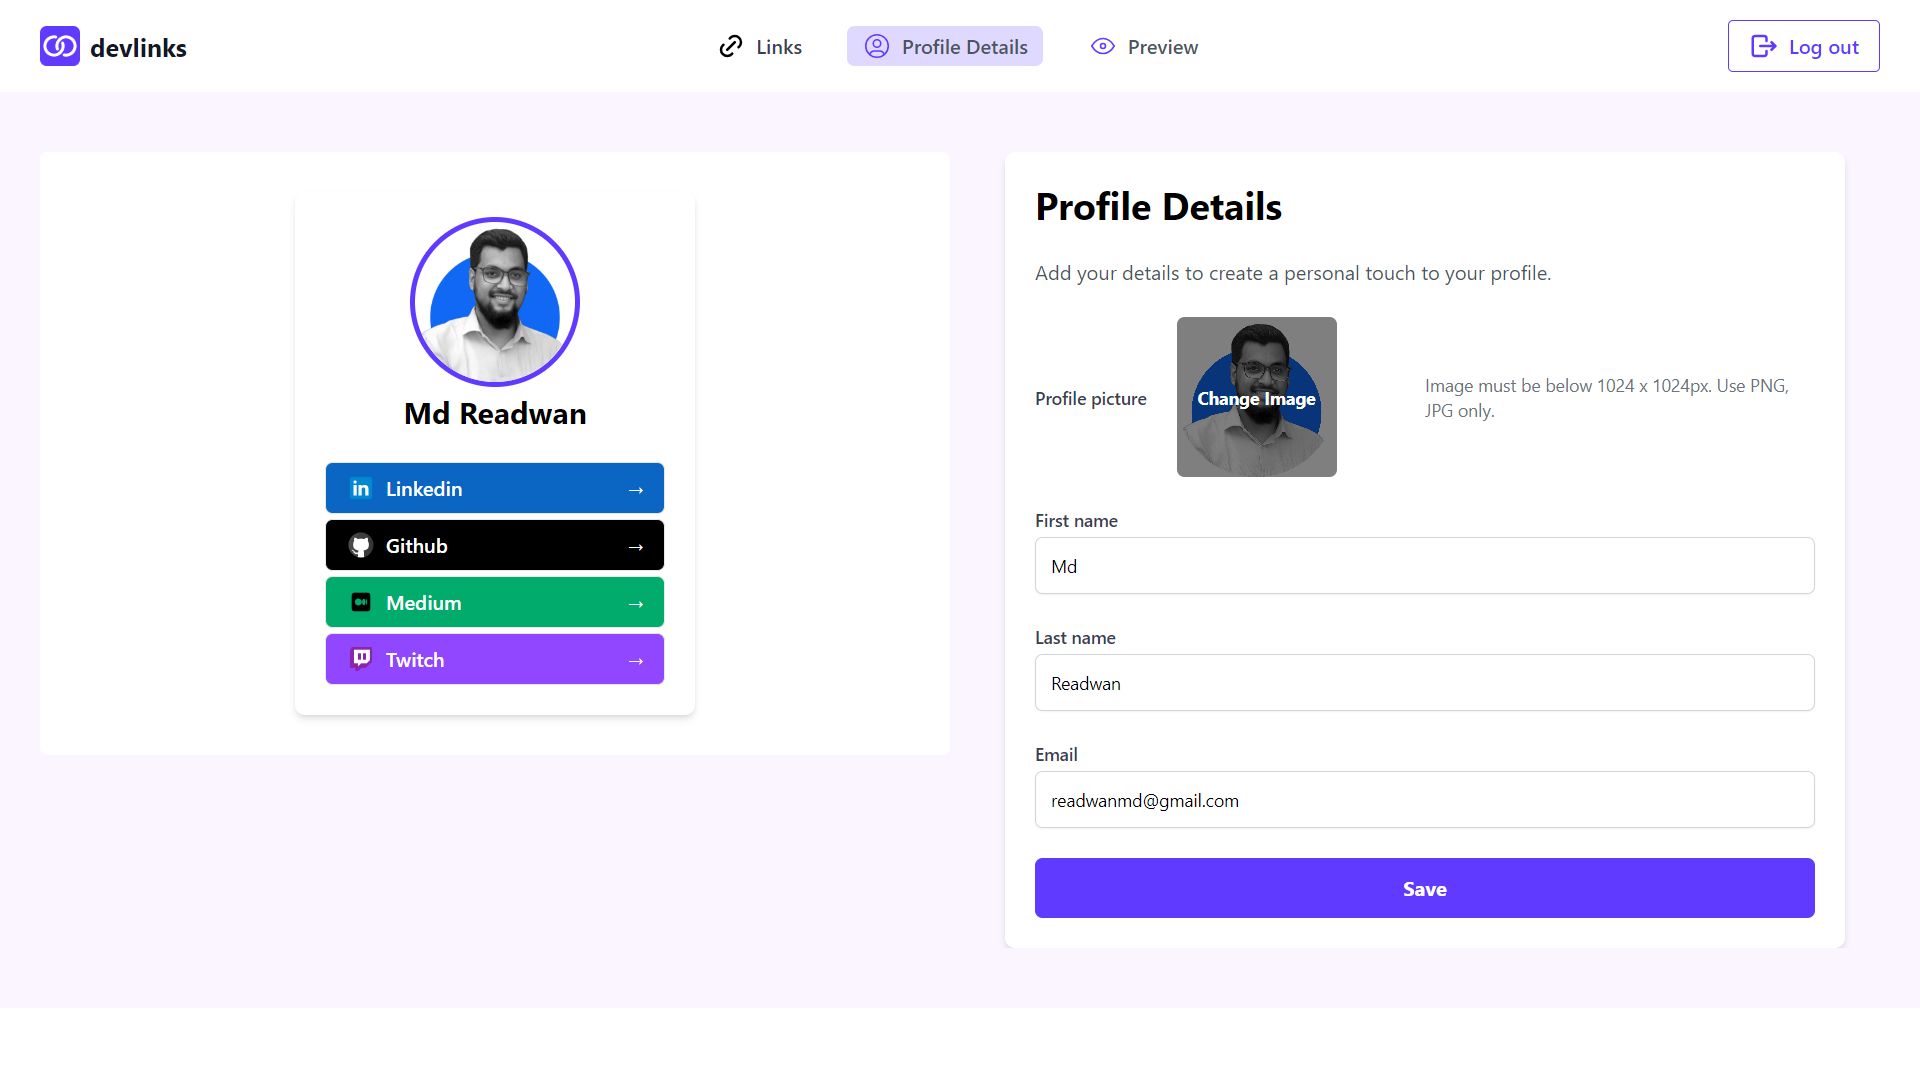 devlinks
Links
Profile Details
Preview
Log out
Md Readwan
in Linkedin →
Github →
Medium →
Twitch →
Profile Details
Add your details to create a personal touch to your profile.
Profile picture
Change Image
Image must be below 1024 x 1024px. Use PNG,
JPG only.
First name
Md
Last name
Readwan
Email
readwanmd@gmail.com
Save